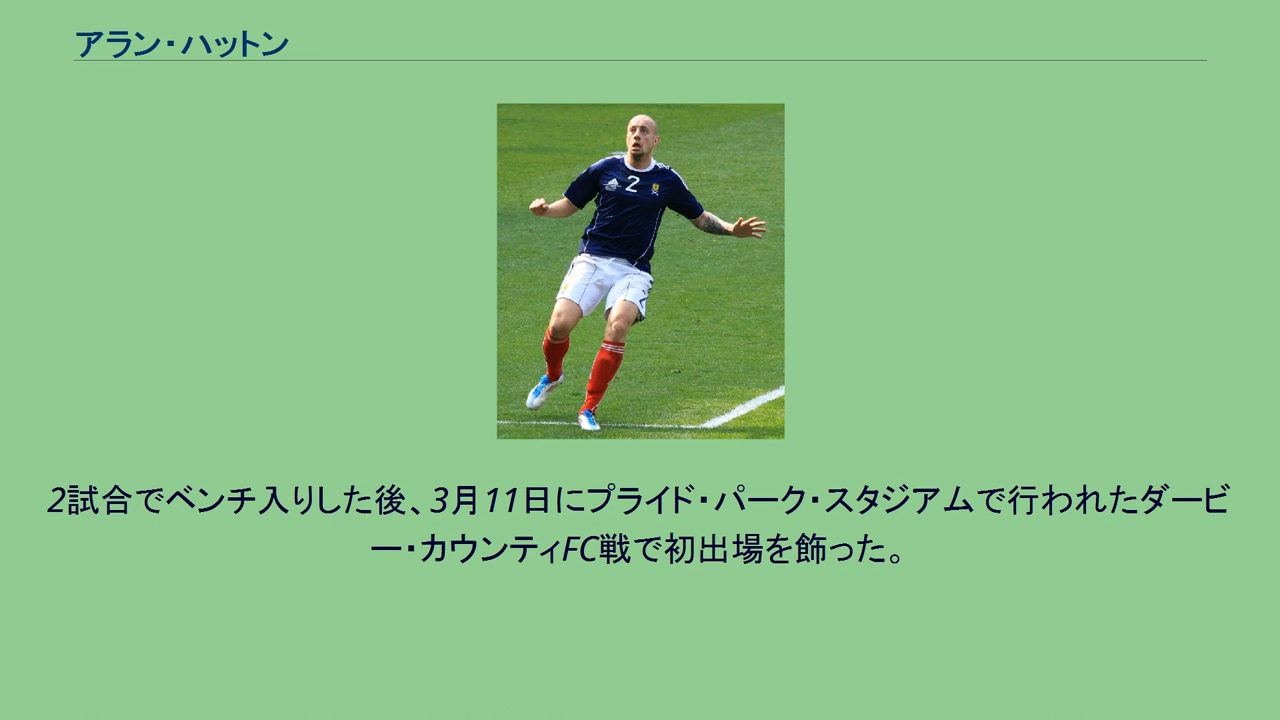 アラン・ハットン
2
2試合でベンチ入りした後、3月11日にプライド・パーク・スタジアムで行われたダービ
ー・カウンティFC戦で初出場を飾った。